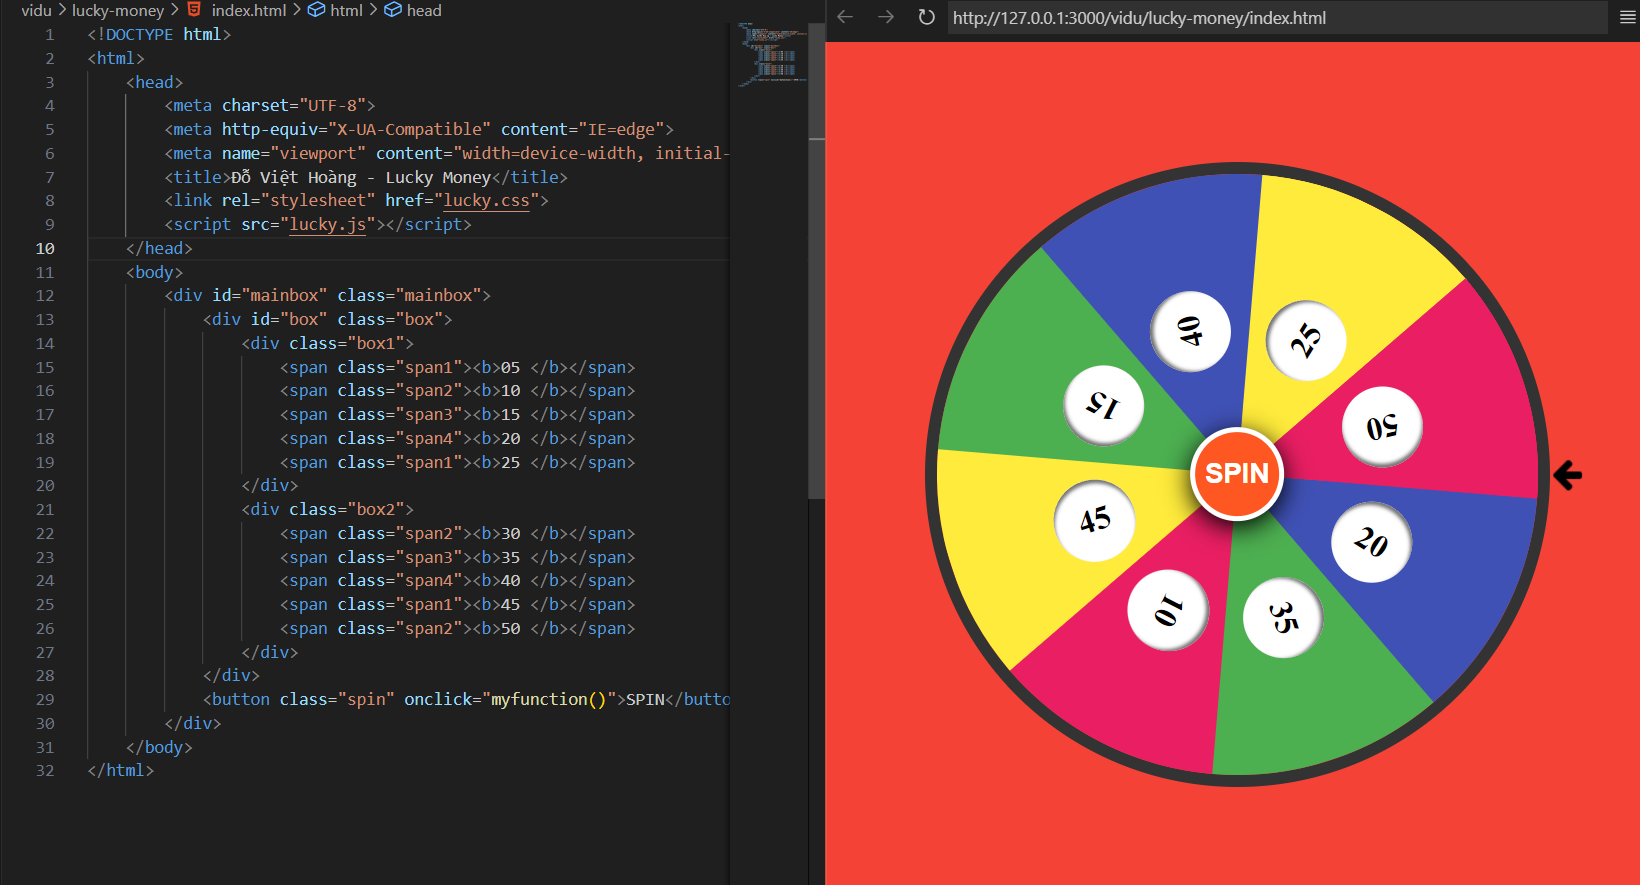 vidu > lucky-money > index.html > html > head
1 <!DOCTYPE html>
2 <html>
3 <head>
4 <meta charset="UTF-8">
5 <meta http-equiv="X-UA-Compatible" content="IE=edge">
6 <meta name="viewport" content="width=device-width, initial-
7 <title>Đỗ Việt Hoàng - Lucky Money</title>
8 <link rel="stylesheet" href="lucky.css">
9 <script src="lucky.js"></script>
10 </head>
11 <body>
12 <div id="mainbox" class="mainbox">
13 <div id="box" class="box">
14 <div class="box1">
15 <span class="span1"><b>05 </b></span>
16 <span class="span2"><b>10 </b></span>
17 <span class="span3"><b>15 </b></span>
18 <span class="span4"><b>20 </b></span>
19 <span class="span1"><b>25 </b></span>
20 </div>
21 <div class="box2">
22 <span class="span2"><b>30 </b></span>
23 <span class="span3"><b>35 </b></span>
24 <span class="span4"><b>40 </b></span>
25 <span class="span1"><b>45 </b></span>
26 <span class="span2"><b>50 </b></span>
27 </div>
28 </div>
29 <button class="spin" onclick="myfunction()">SPIN</butto
30 </div>
31 </body>
32 </html>
http://127.0.0.1:3000/vidu/lucky-money/index.html
40
25
15
50
SPIN
45
20
10
35